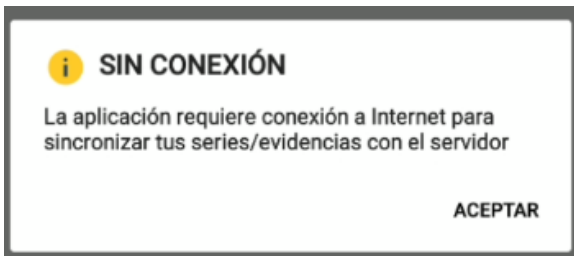 SIN CONEXIÓN
La aplicación requiere conexión a Internet para
sincronizar tus series/evidencias con el servidor
ACEPTAR